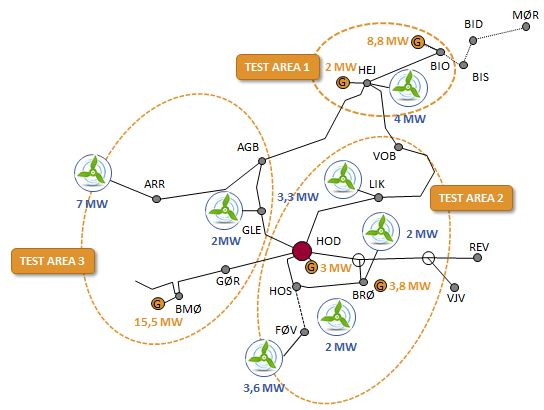 MØR
BID
8,8 MW
G
BIO
BIS
TEST AREA 1
2 MW
G
HEJ
4 MW
AGB
VOB
7 MW
ARR
3,3MW
LIK
TEST AREA 2
2MW
GLE
2 MW
HOD
REV
TEST AREA 3
G
3 MW
GØR
HOS
BRØ
G
3,8 MW
VJV
G
BMØ
15,5 MW
FØV
2 MW
3,6 MW